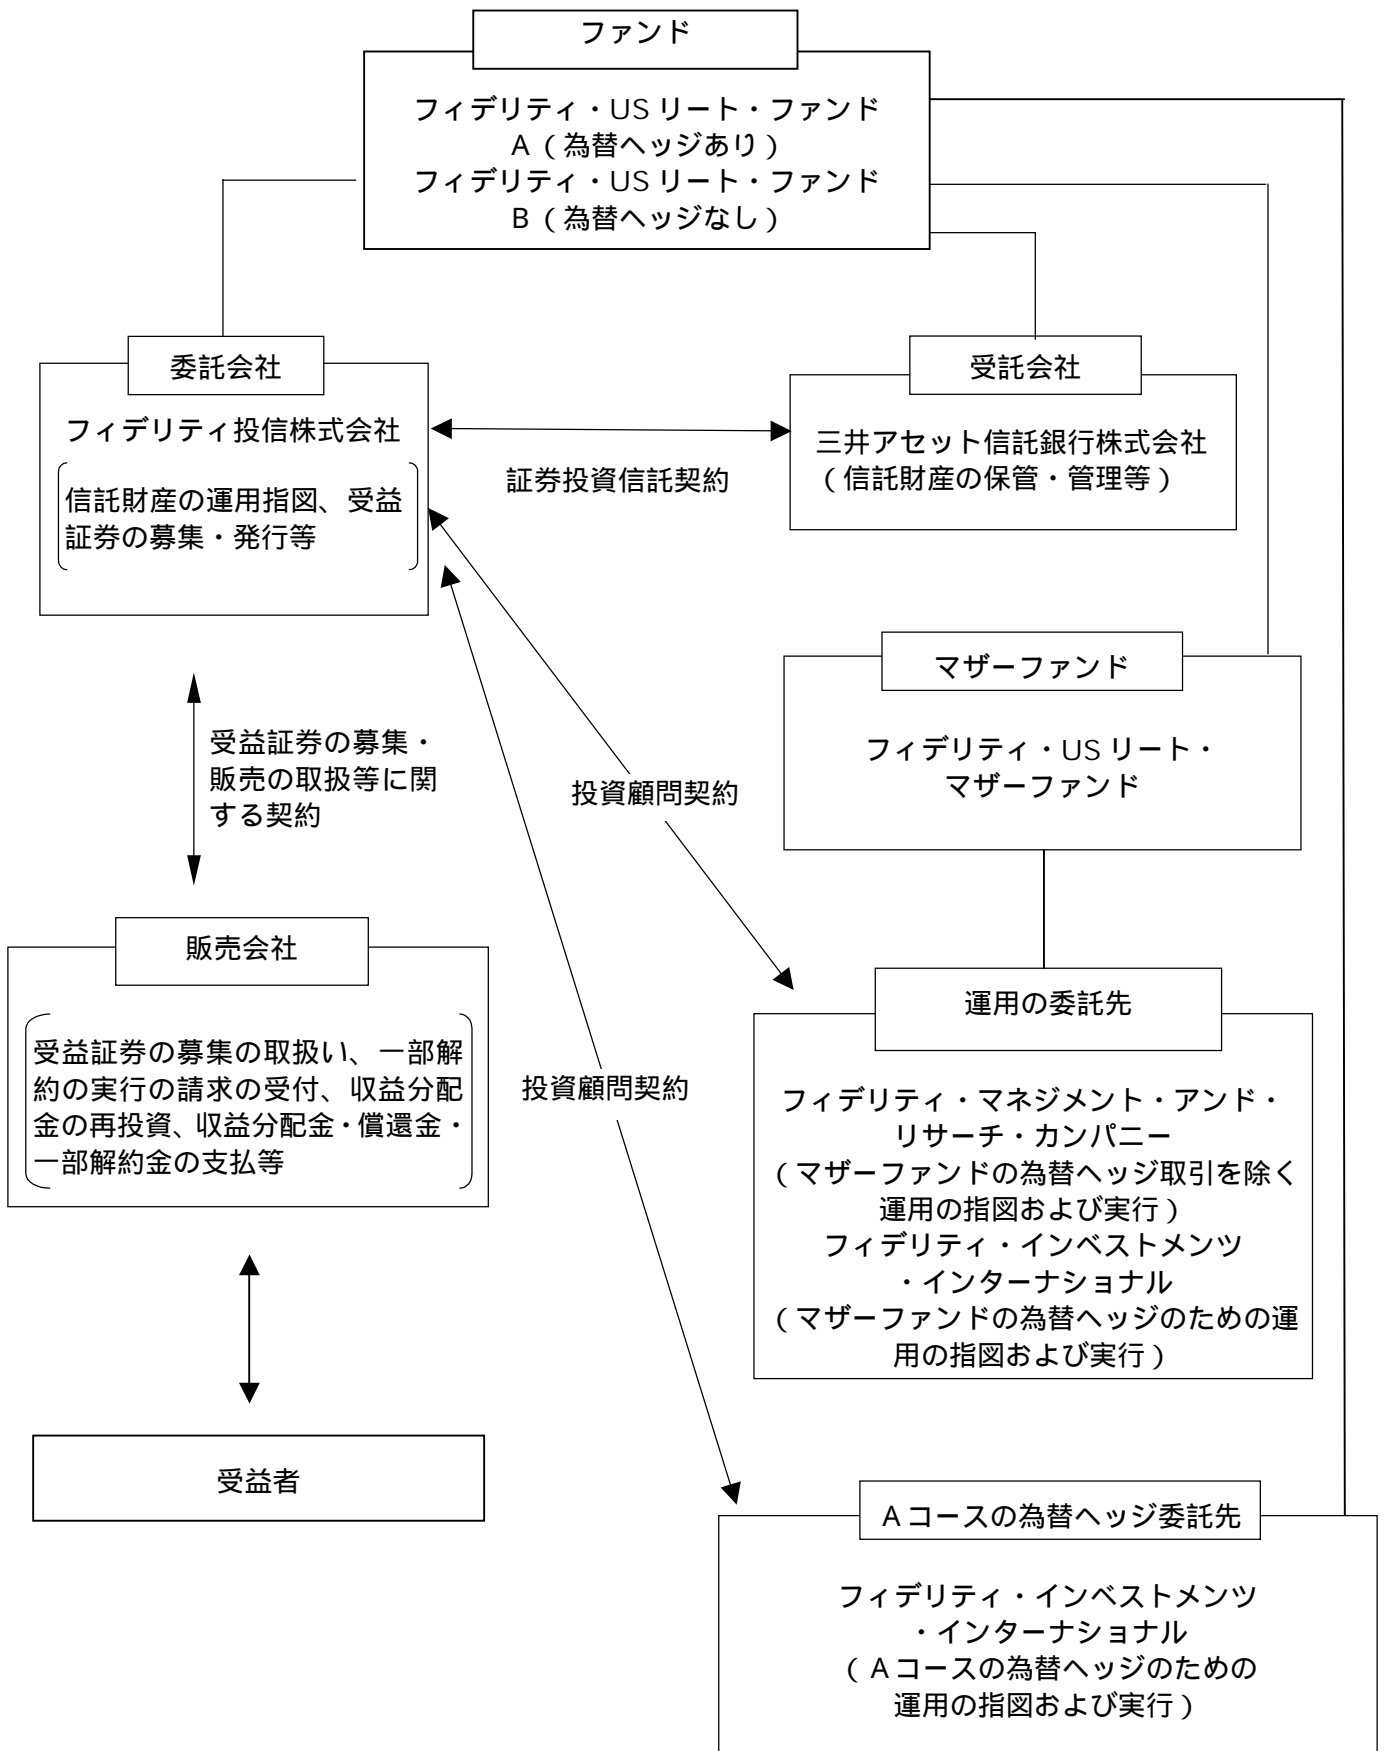 ファンド
フィデリティ・US リート・ファンド
A（為替ヘッジあり）
フィデリティ・US リート・ファンド
B（為替ヘッジなし）
委託会社
フィデリティ投信株式会社
信託財産の運用指図、受益
証券の募集・発行等
証券投資信託契約
受託会社
三井アセット信託銀行株式会社
（信託財産の保管・管理等）
マザーファンド
フィデリティ・US リート・
マザーファンド
受益証券の募集・
販売の取扱等に関
する契約
投資顧問契約
販売会社
受益証券の募集の取扱い、一部解
約の実行の請求の受付、収益分配
金の再投資、収益分配金・償還金・
一部解約金の支払等
投資顧問契約
運用の委託先
フィデリティ・マネジメント・アンド・
リサーチ・カンパニー
（マザーファンドの為替ヘッジ取引を除く
運用の指図および実行）
フィデリティ・インベストメンツ
・インターナショナル
（マザーファンドの為替ヘッジのための運
用の指図および実行）
受益者
A コースの為替ヘッジ委託先
フィデリティ・インベストメンツ
・インターナショナル
（A コースの為替ヘッジのための
運用の指図および実行）